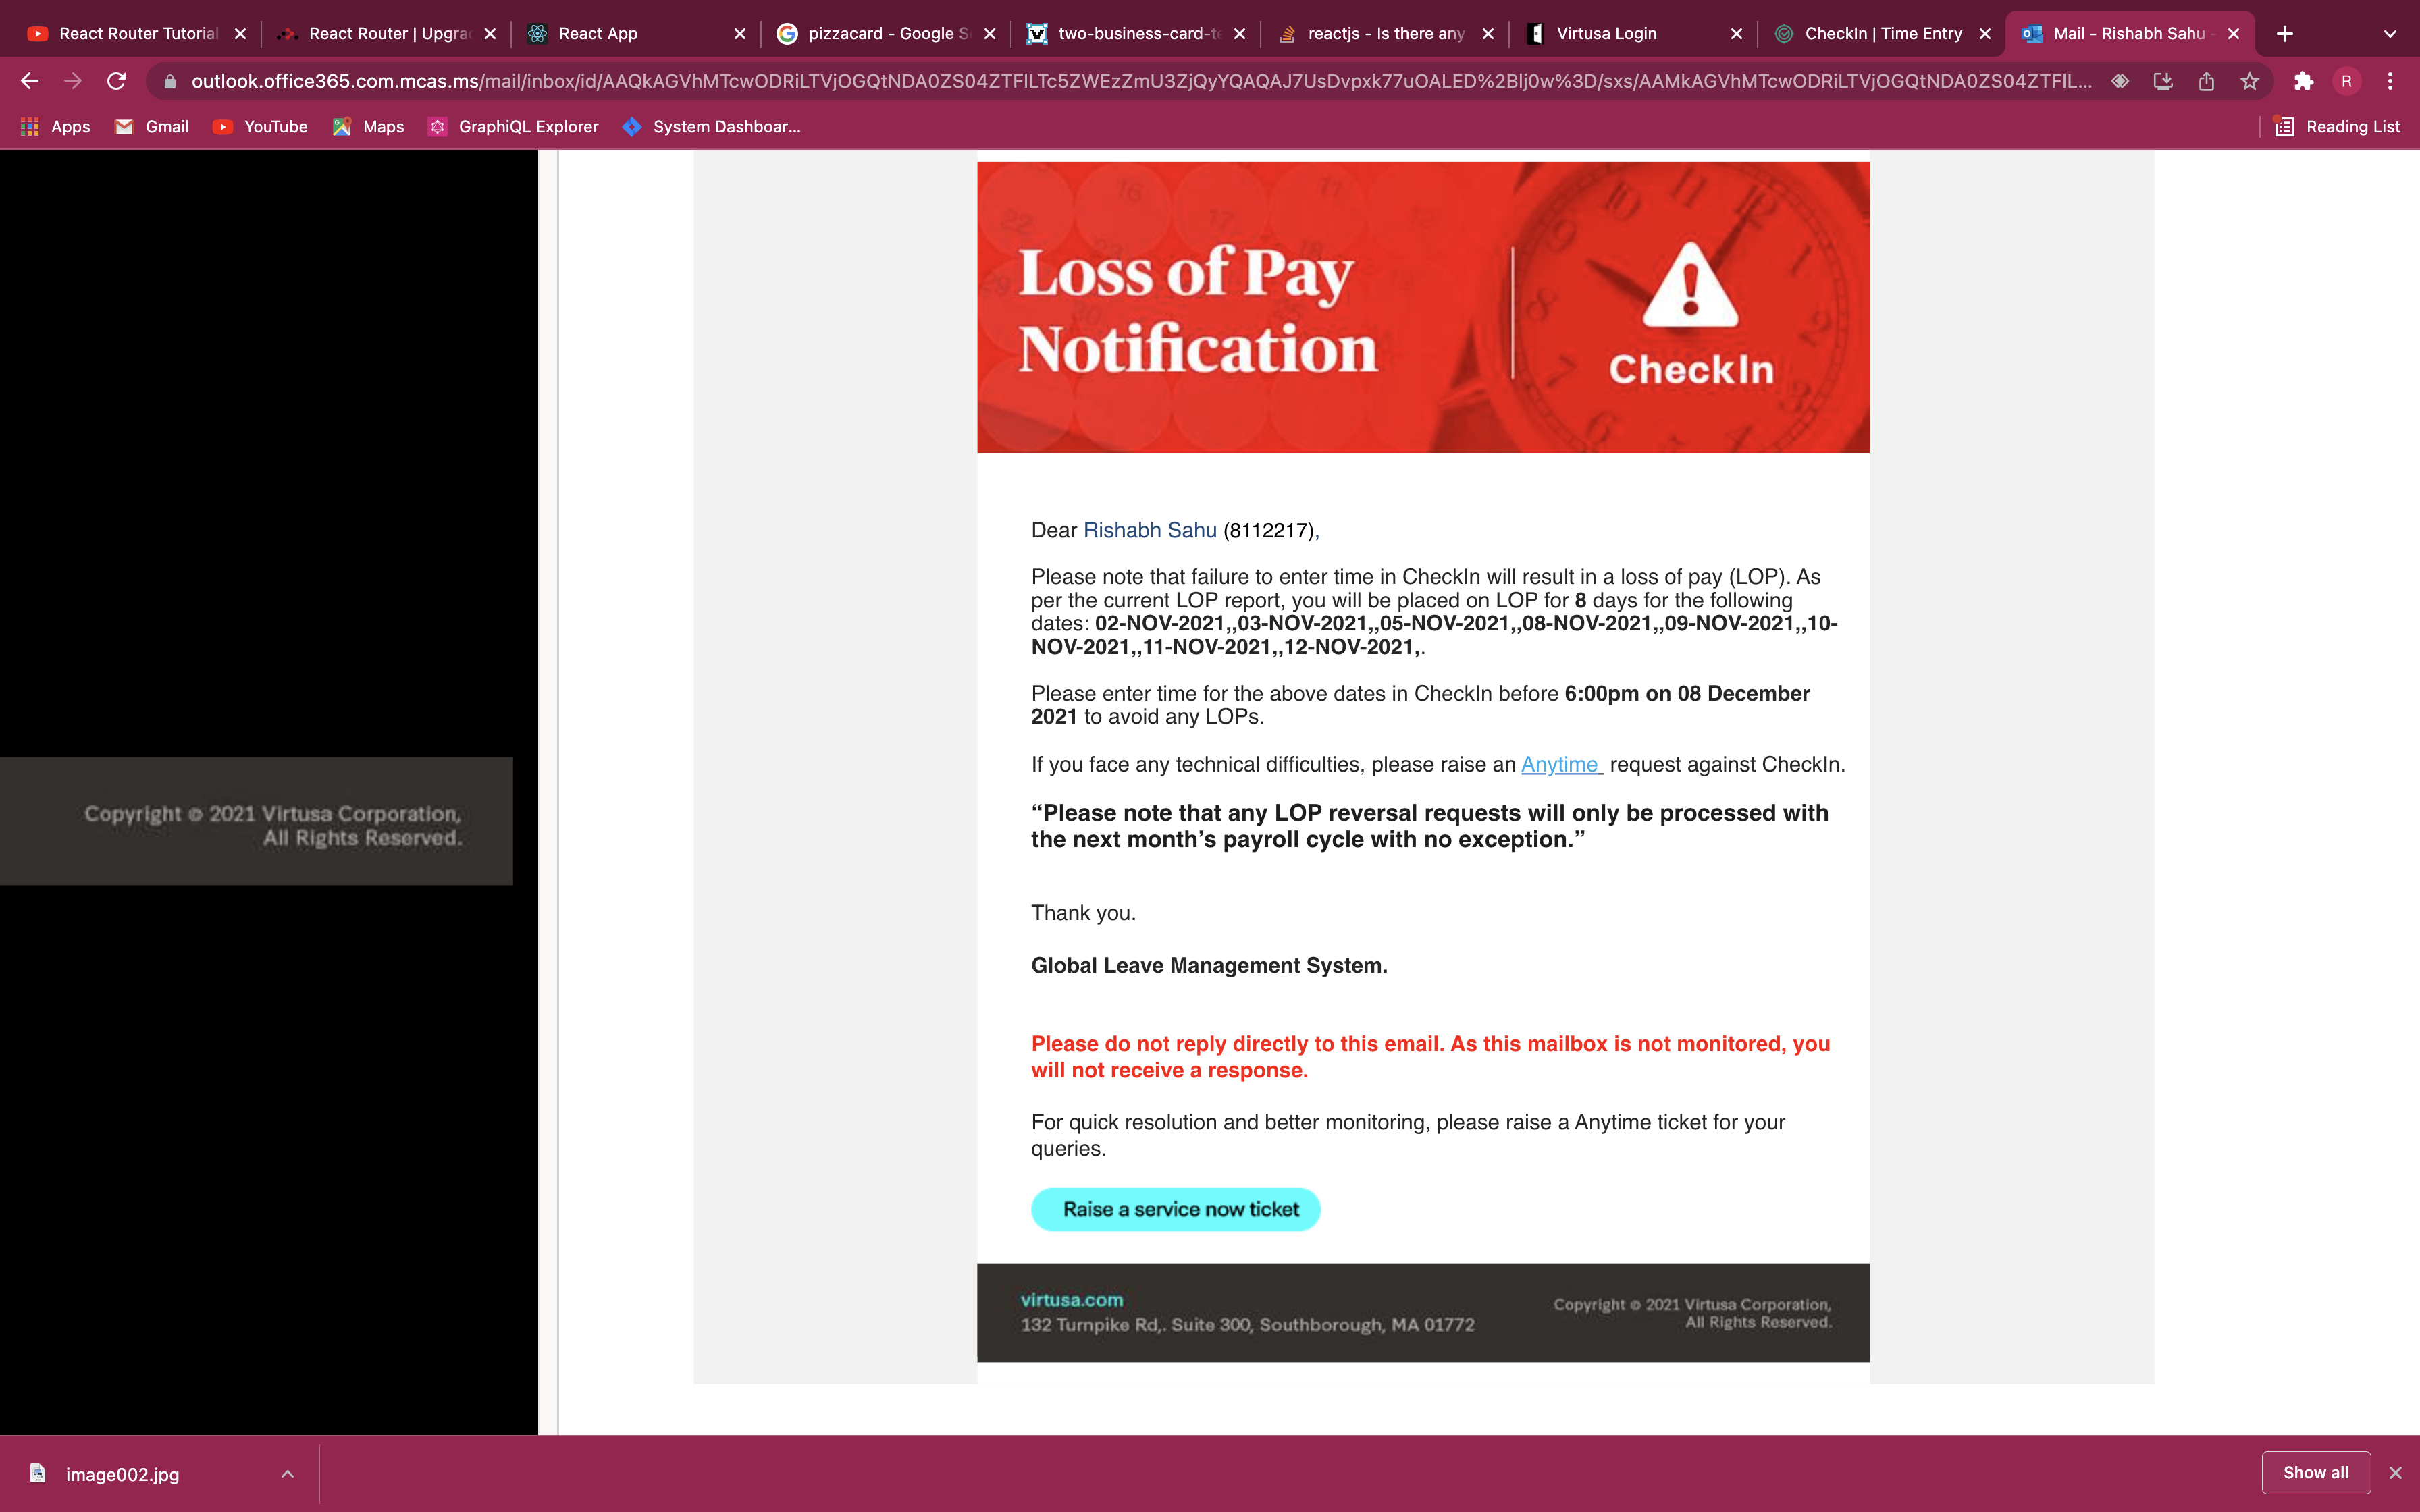 React Router Tutorial
React Router | Upgra
React App
pizzacard - Google S
two-business-card-te
reactjs - Is there any
Virtusa Login
CheckIn | Time Entry
Mail - Rishabh Sahu -
outlook.office365.com.mcas.ms/mail/inbox/id/AAQkAGVhMTcwODRiLTVjOGQtNDA0ZS04ZTFlLTc5ZWEzZmU3ZjQyYQAQAJ7UsDvpxk77uOALED%2Blj0w%3D/sxs/AAMkAGVhMTcwODRiLTVjOGQtNDA0ZS04ZTFlL...
R
Apps
Gmail
YouTube
Maps
GraphiQL Explorer
System Dashboar...
Reading List
Loss of Pay
Notification
CheckIn
Dear Rishabh Sahu (8112217),
Please note that failure to enter time in CheckIn will result in a loss of pay (LOP). As
per the current LOP report, you will be placed on LOP for 8 days for the following
dates: 02-NOV-2021,,03-NOV-2021,,05-NOV-2021,,08-NOV-2021,,09-NOV-2021,,10-
NOV-2021,,11-NOV-2021,,12-NOV-2021,.
Please enter time for the above dates in CheckIn before 6:00pm on 08 December
2021 to avoid any LOPs.
If you face any technical difficulties, please raise an Anytime request against CheckIn.
“Please note that any LOP reversal requests will only be processed with
the next month’s payroll cycle with no exception.”
Thank you.
Global Leave Management System.
Please do not reply directly to this email. As this mailbox is not monitored, you
will not receive a response.
For quick resolution and better monitoring, please raise a Anytime ticket for your
queries.
Raise a service now ticket
virtusa.com
132 Turnpike Rd,. Suite 300, Southborough, MA 01772
Copyright © 2021 Virtusa Corporation,
All Rights Reserved.
Copyright © 2021 Virtusa Corporation,
All Rights Reserved.
image002.jpg
Show all